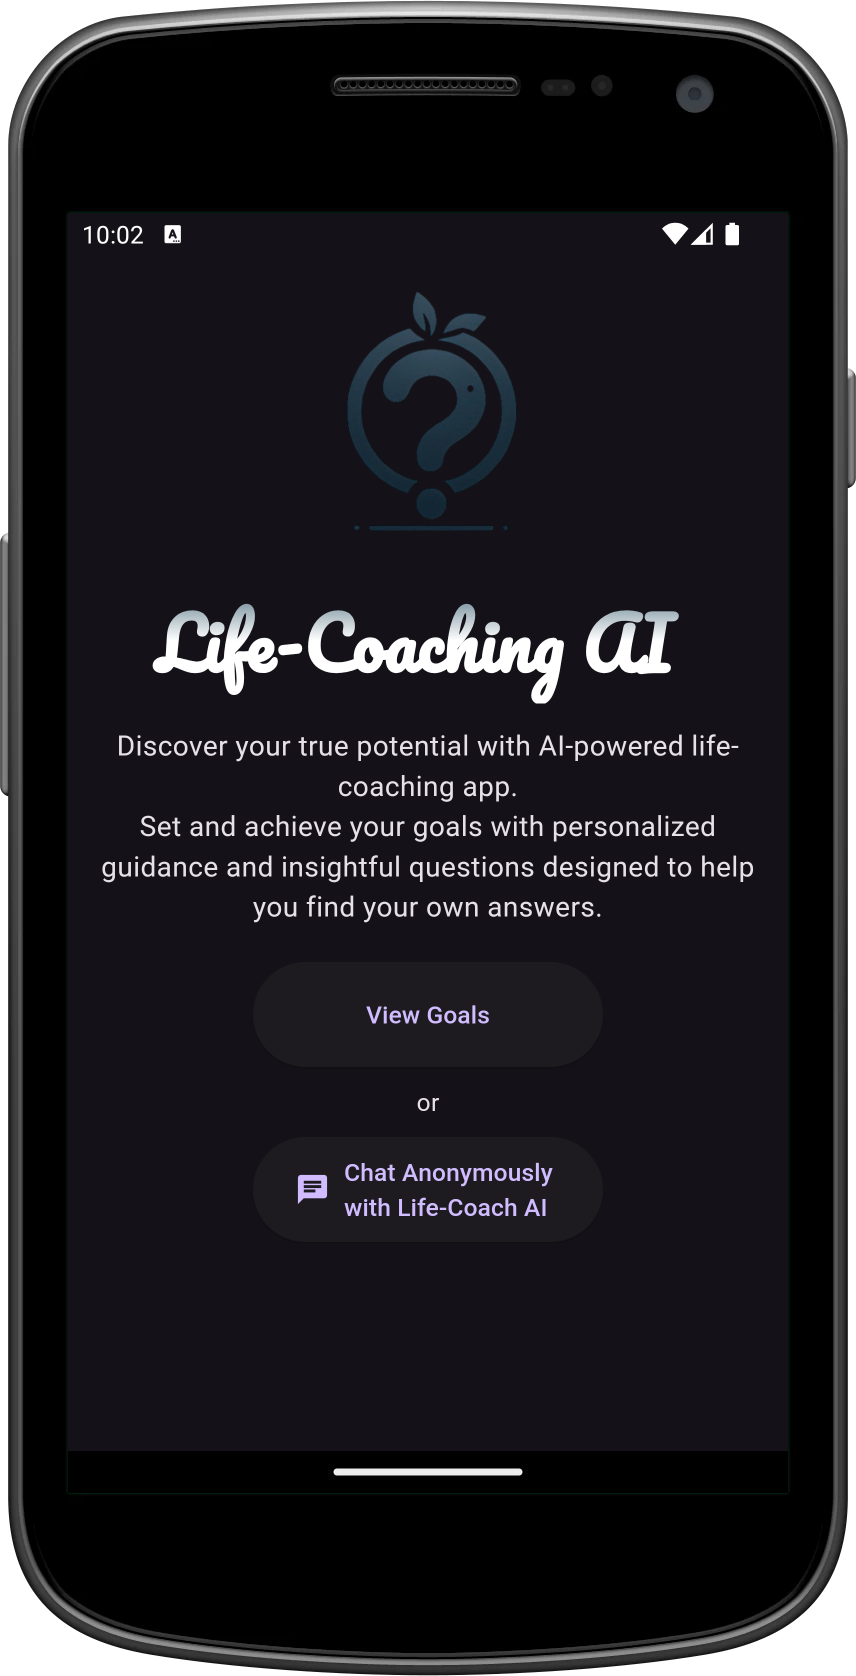 10:02
A
Life-Coaching AI
Discover your true potential with AI-powered life-
coaching app.
Set and achieve your goals with personalized
guidance and insightful questions designed to help
you find your own answers.
View Goals
or
Chat Anonymously
with Life-Coach AI